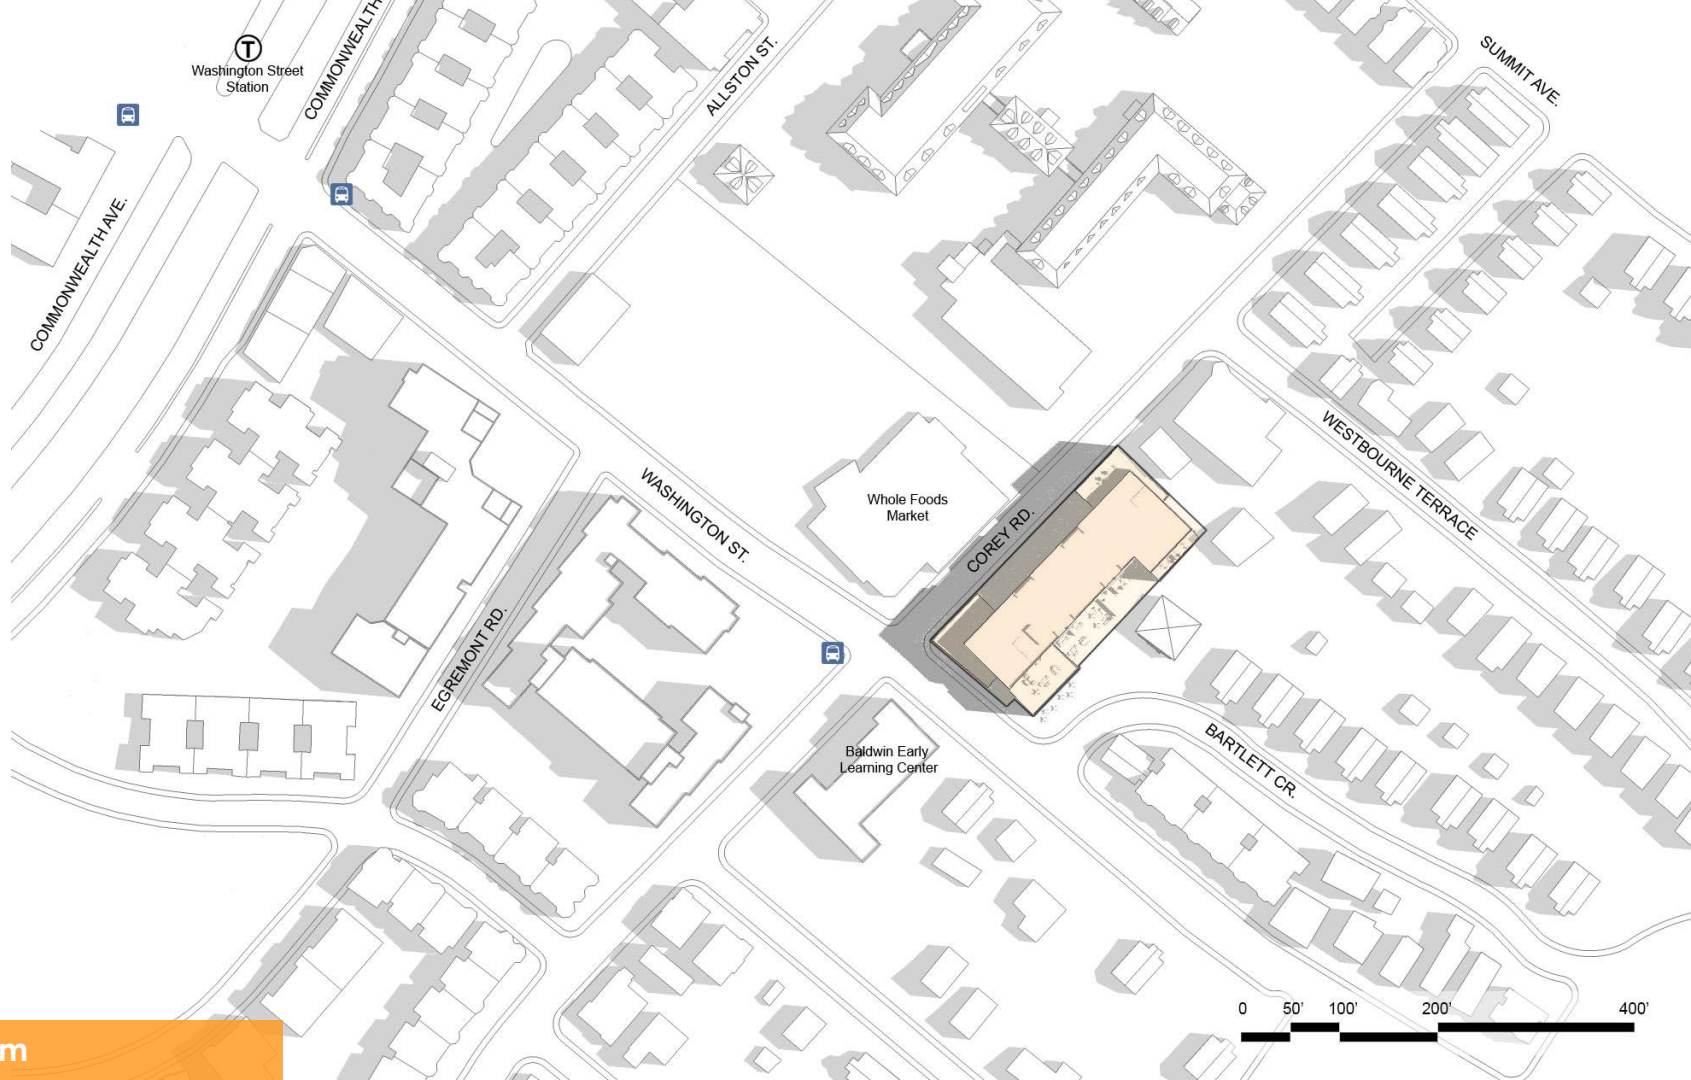 SUMMIT AVE.
COMMONWEALTH
T
Washington Street
Station
ALLSTON ST.
COMMONWEALTH AVE.
WESTBOURNE TERRACE
WASHINGTON ST.
Whole Foods
Market
COREY RD.
EGREMONT RD.
BARTLETT CR.
Baldwin Early
Learning Center
0 50' 100' 200' 400'
m